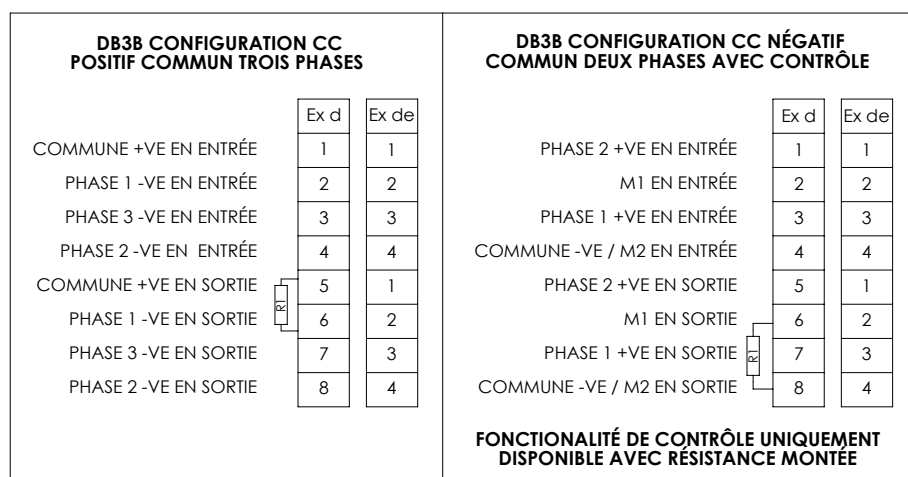 DB3B CONFIGURATION CC
POSITIF COMMUN TROIS PHASES
Ex d Ex de
COMMUNE +VE EN ENTRÉE 1 1
PHASE 1 -VE EN ENTRÉE 2 2
PHASE 3 -VE EN ENTRÉE 3 3
PHASE 2 -VE EN ENTRÉE 4 4
COMMUNE +VE EN SORTIE 5 1
R1
PHASE 1 -VE EN SORTIE 6 2
PHASE 3 -VE EN SORTIE 7 3
PHASE 2 -VE EN SORTIE 8 4
DB3B CONFIGURATION CC NÉGATIF
COMMUN DEUX PHASES AVEC CONTRÔLE
Ex d Ex de
PHASE 2 +VE EN ENTRÉE 1 1
M1 EN ENTRÉE 2 2
PHASE 1 +VE EN ENTRÉE 3 3
COMMUNE -VE / M2 EN ENTRÉE 4 4
PHASE 2 +VE EN SORTIE 5 1
M1 EN SORTIE 6 2
PHASE 1 +VE EN SORTIE R1 7 3
COMMUNE -VE / M2 EN SORTIE 8 4
FONCTIONALITÉ DE CONTRÔLE UNIQUEMENT
DISPONIBLE AVEC RÉSISTANCE MONTÉE